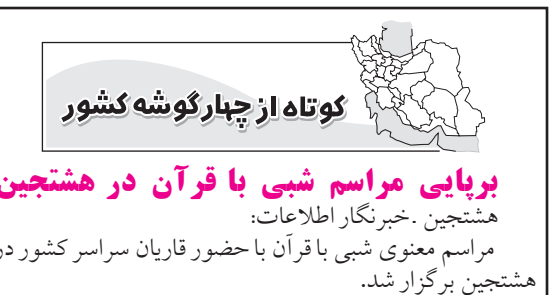 کوتاه از چهارگوشه کشور
برپایی مراسم شبی با قرآن در هشتجین
هشتجین ـ خبرنگار اطلاعات:
مراسم معنوی شبی با قرآن با حضور قاریان سراسر کشور در
هشتجین برگزار شد.